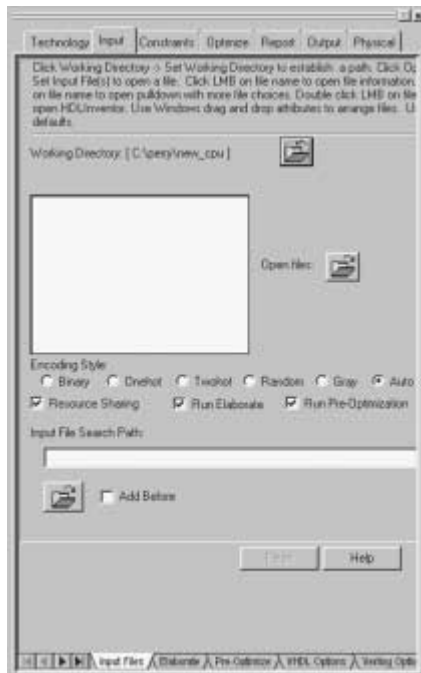 Technology Input Constraints Optimize Report Output Physical
Click Working Directory -> Set Working Directory to establish a path. Click Op
Set Input File(s) to open a file. Click LMB on file name to open file information.
on file name to open pulldown with more file choices. Double click LMB on file
open HDLInventor. Use Windows drag and drop attributes to arrange files. U
defaults.
Working Directory: [ C:\perry\new_cpu ]
Open files:
Encoding Style:
Binary Onehot Twohot Random Gray Auto
Resource Sharing Run Elaborate Run Pre-Optimization
Input File Search Path:
Add Before
Help
Input Files Elaborate Pre-Optimize VHDL Options Verilog Optio